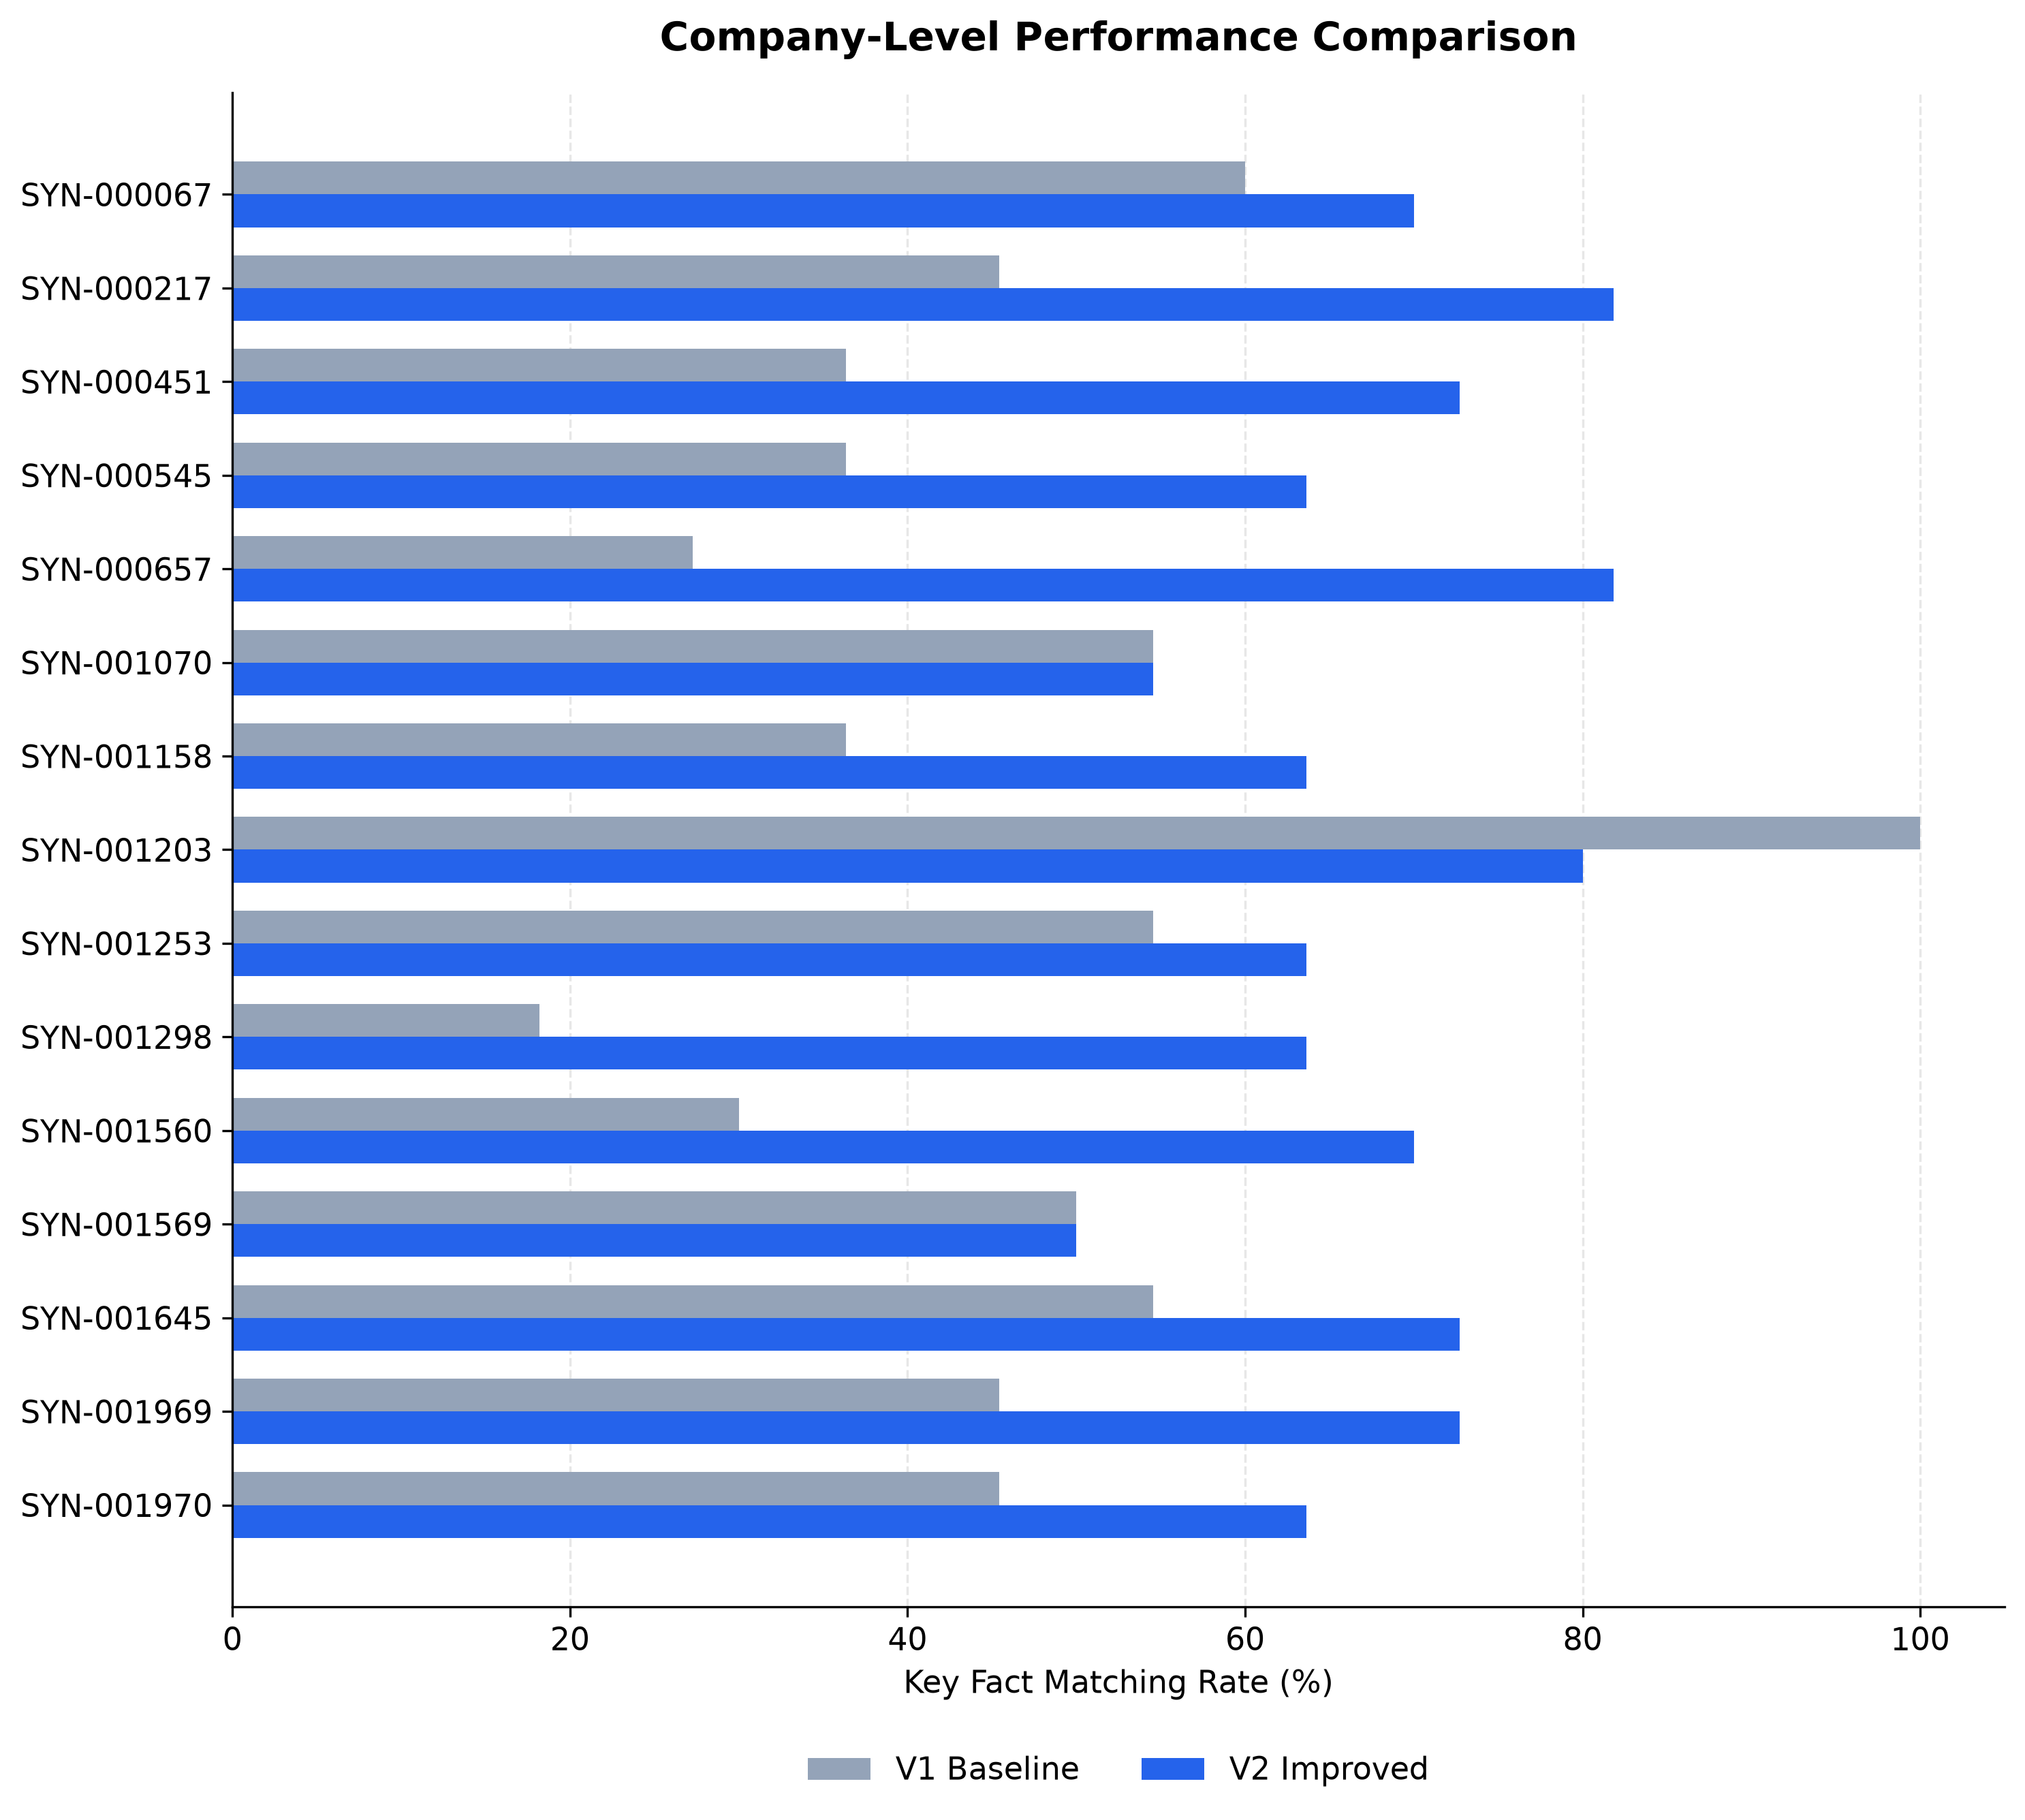 Company-Level Performance Comparison
SYN-000067
SYN-000217
SYN-000451
SYN-000545
SYN-000657
SYN-001070
SYN-001158
SYN-001203
SYN-001253
SYN-001298
SYN-001560
SYN-001569
SYN-001645
SYN-001969
SYN-001970
0 20 40 60 80 100
Key Fact Matching Rate (%)
V1 Baseline V2 Improved